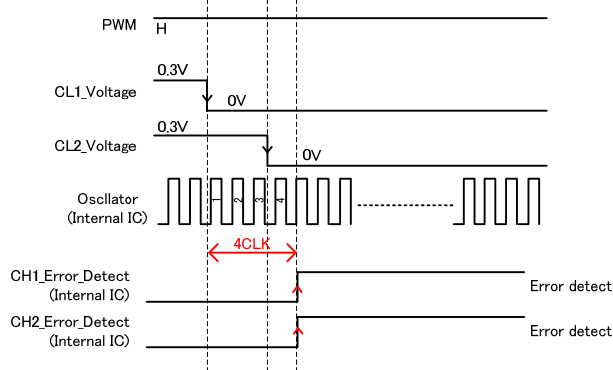 PWM
H
0.3V
CL1_Voltage
0V
0.3V
CL2_Voltage
0V
Oscllator
(Internal IC)
1 2 3 4
4CLK
CH1_Error_Detect
(Internal IC)
Error detect
CH2_Error_Detect
(Internal IC)
Error detect